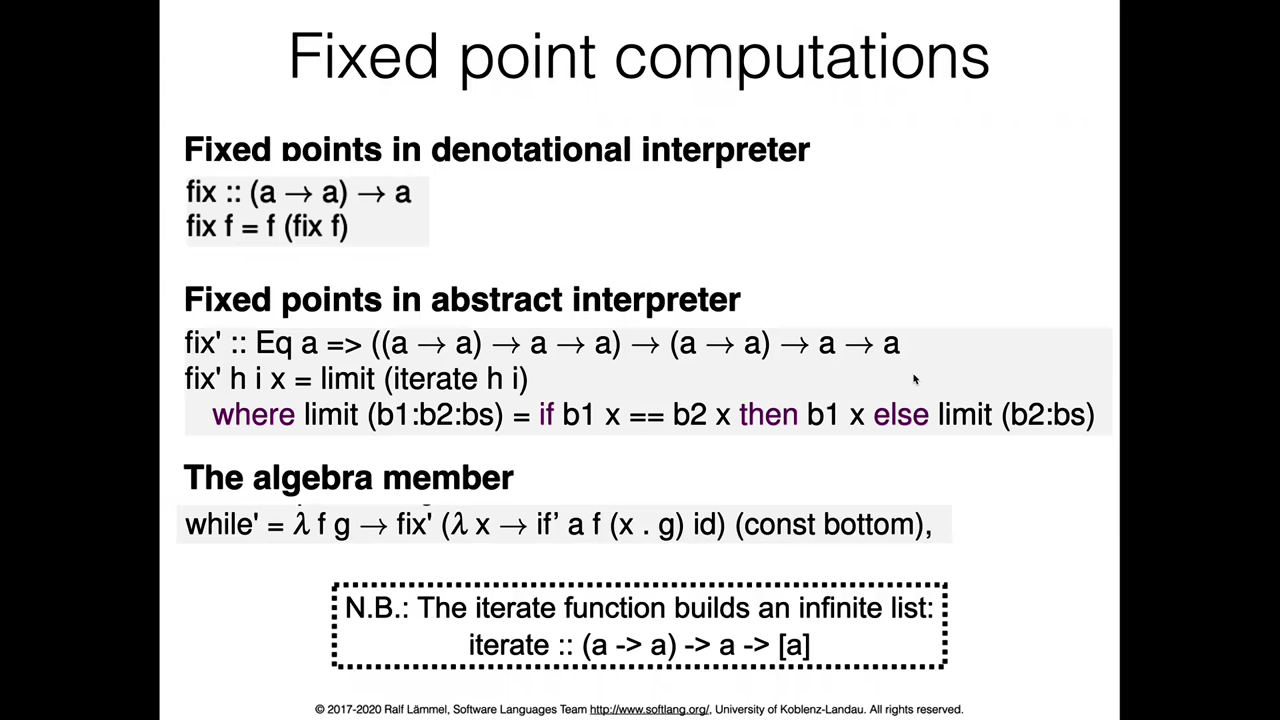 Fixed point computations
Fixed points in denotational interpreter
fix :: (a → a) → a
fix f = f (fix f)
Fixed points in abstract interpreter
fix' :: Eq a => ((a → a) → a → a) → (a → a) → a → a
fix' h i x = limit (iterate h i)
where limit (b1:b2:bs) = if b1 x == b2 x then b1 x else limit (b2:bs)
The algebra member
while' = λ f g → fix' (λ x → if’ a f (x . g) id) (const bottom),
N.B.: The iterate function builds an infinite list:
iterate :: (a -> a) -> a -> [a]
© 2017-2020 Ralf Lämmel, Software Languages Team http://www.softlang.org/, University of Koblenz-Landau. All rights reserved.